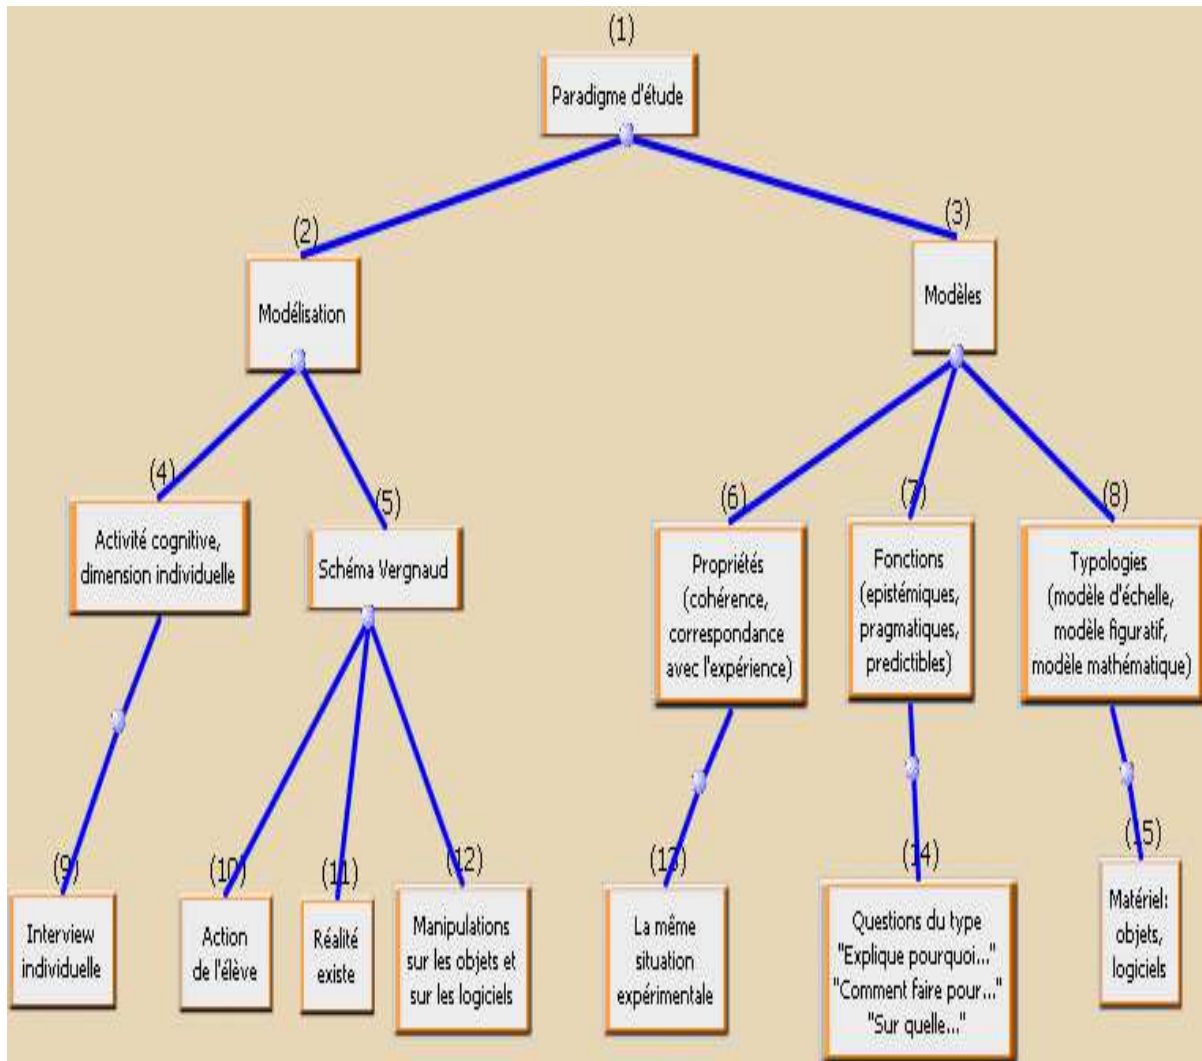 (1)
Paradigme d'étude
(2)
Modélisation
(3)
Modèles
(4)
Activité cognitive,
dimension individuelle
(5)
Schéma Vergnaud
(6)
Propriétés
(cohérence,
correspondance
avec l'expérience)
(7)
Fonctions
(epistémiques,
pragmatiques,
predictibles)
(8)
Typologies
(modèle d'échelle,
modèle figuratif,
modèle mathématique)
(9)
Interview
individuelle
(10)
Action
de l'élève
(11)
Réalité
existe
(12)
Manipulations
sur les objets et
sur les logiciels
(13)
La même
situation
expérimentale
(14)
Questions du type
"Explique pourquoi..."
"Comment faire pour..."
"Sur quelle..."
(15)
Matériel:
objets,
logiciels